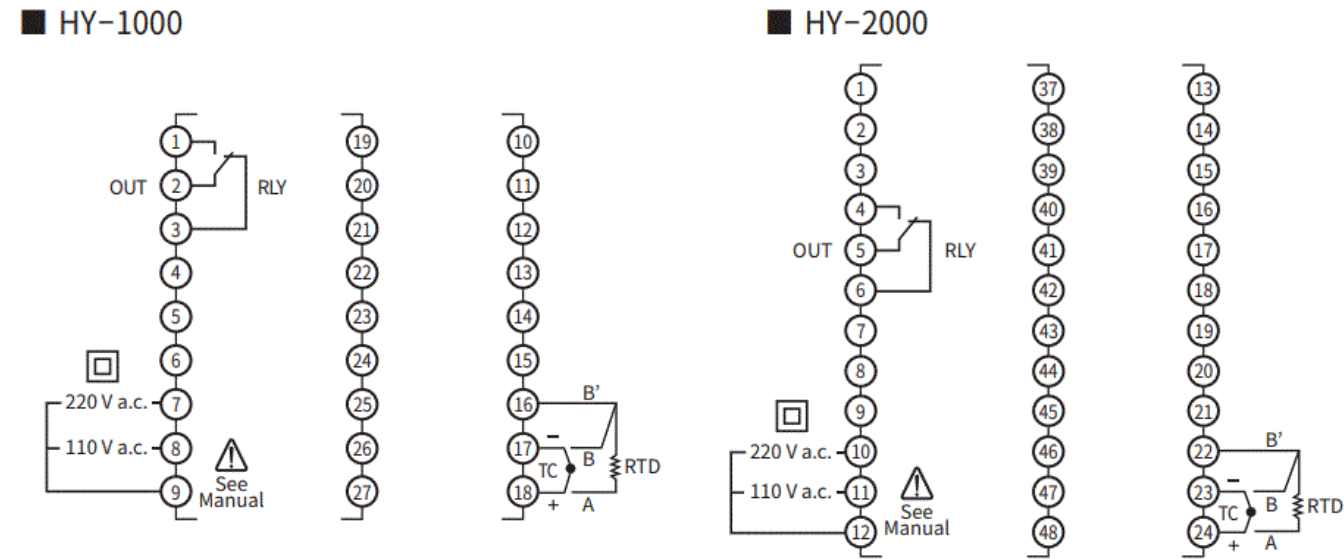 ■ HY-1000
1 19 10
2 20 11
OUT RLY
3 21 12
4 22 13
5 23 14
6 24 15
220 V a.c. 7 25 16 B’
110 V a.c. 8 26 17 − B
TC RTD
See
Manual
9 27 18 + A
■ HY-2000
1 37 13
2 38 14
3 39 15
4 40 16
OUT 5 RLY 41 17
6 42 18
7 43 19
8 44 20
9 45 21
220 V a.c. 10 46 22 B’
110 V a.c. 11 47 23 − B
TC RTD
See
Manual
12 48 24 + A